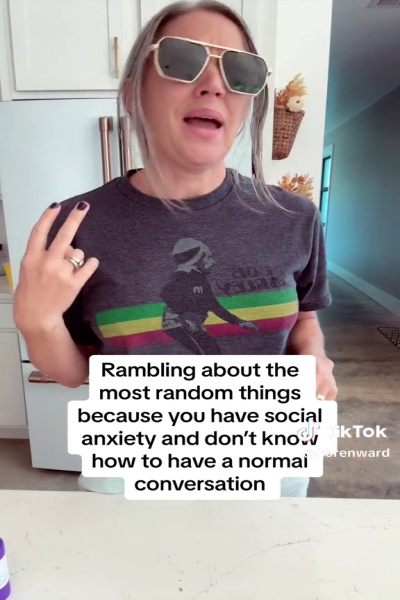 Rambling about the
most random things
because you have social
anxiety and don't know
how to have a normal
conversation
TikTok